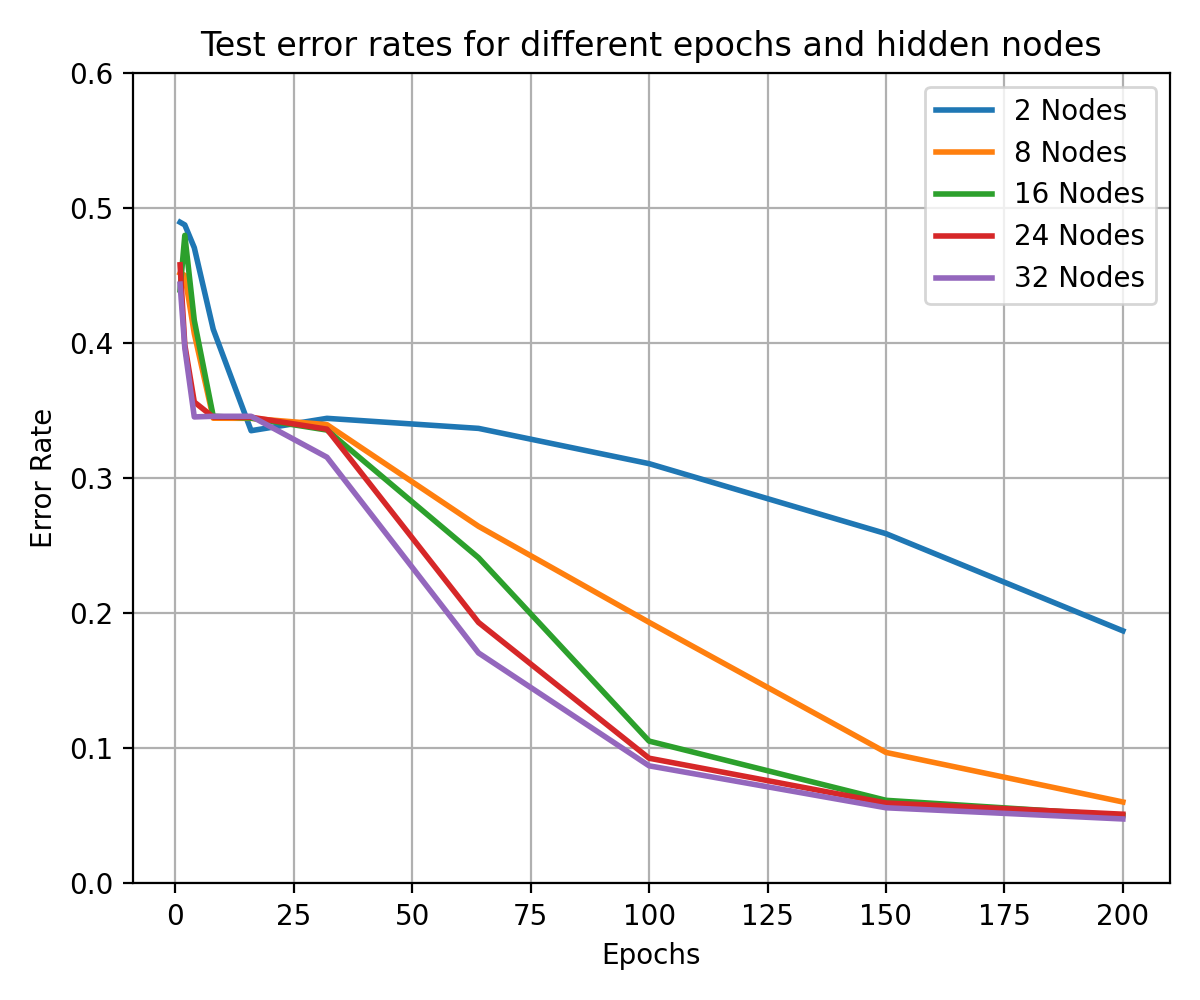 Test error rates for different epochs and hidden nodes
0.6
0.5
0.4
0.3
0.2
0.1
0.0
Error Rate
2 Nodes
8 Nodes
16 Nodes
24 Nodes
32 Nodes
0 25 50 75 100 125 150 175 200
Epochs